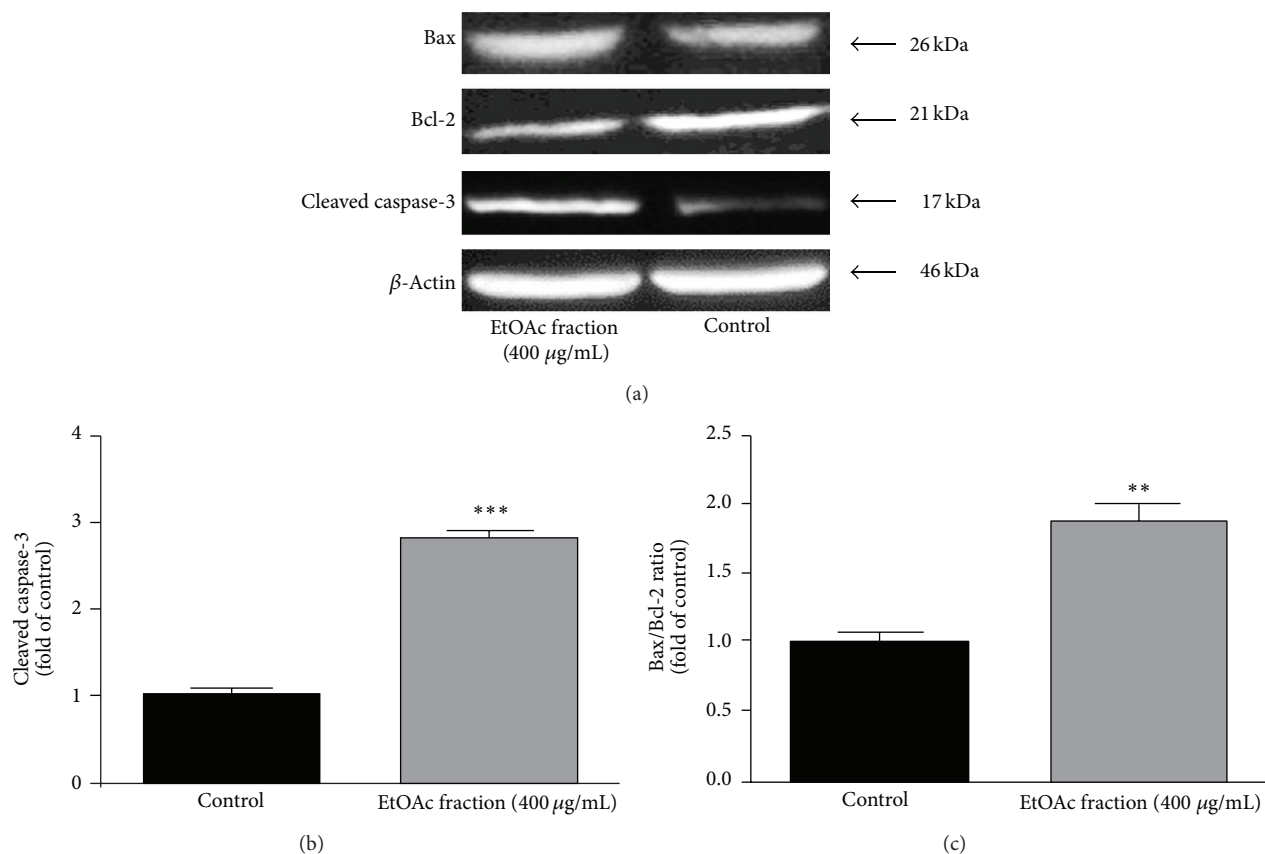 Bax
26 kDa
Bcl-2
21 kDa
Cleaved caspase-3
17 kDa
β-Actin
46 kDa
EtOAc fraction
(400 μg/mL)
Control
(a)
4
3
2
1
0
Cleaved caspase-3
(fold of control)
***
Control
EtOAc fraction (400 μg/mL)
(b)
2.5
2.0
1.5
1.0
0.5
0.0
Bax/Bcl-2 ratio
(fold of control)
**
Control
EtOAc fraction (400 μg/mL)
(c)